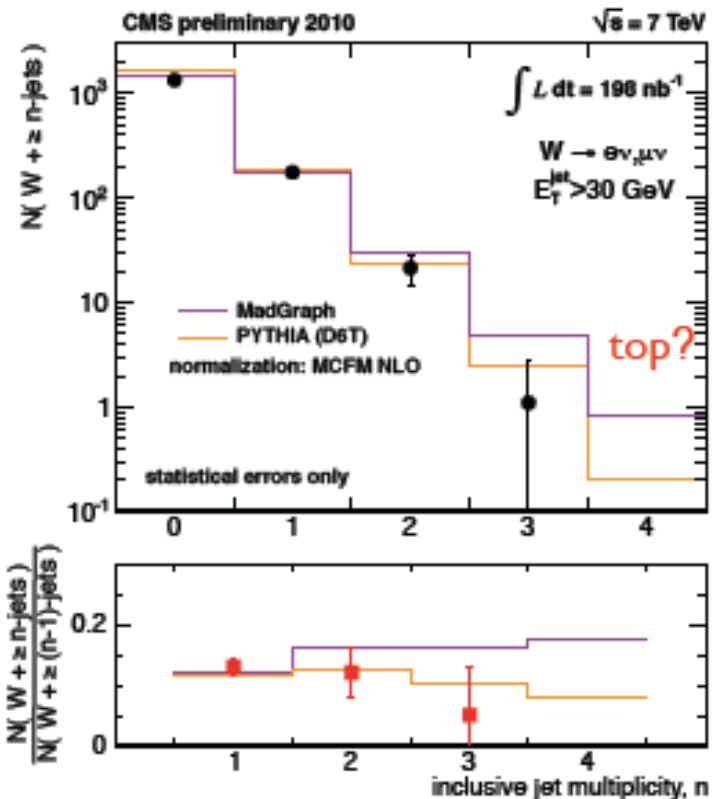 CMS preliminary 2010 √s = 7 TeV
N( W + ≥ n-jets)
10³
10²
10
1
10⁻¹
∫ L dt = 198 nb⁻¹
W → eν, μν
E_T^jet >30 GeV
MadGraph
PYTHIA (D6T)
normalization: MCFM NLO
top?
statistical errors only
0 1 2 3 4
N( W + ≥ n-jets )
N( W + ≥ (n-1)-jets )
0.2
0
1 2 3 4
inclusive jet multiplicity, n